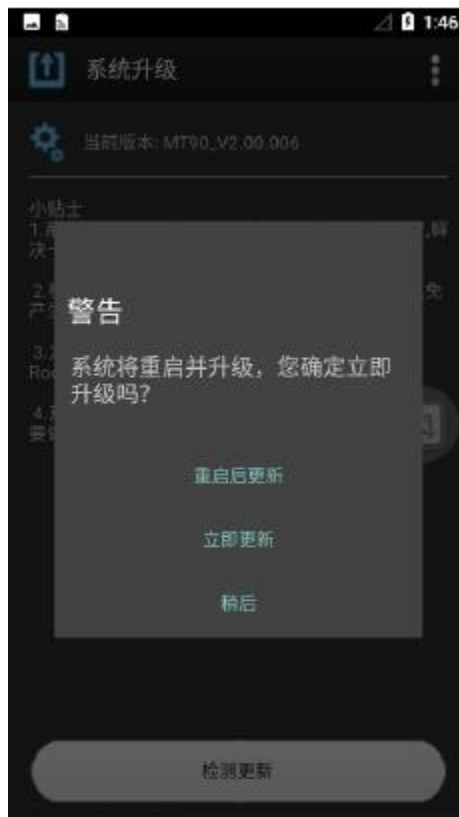 1:46
系统升级
当前版本: MT90_V2.00.006
小贴士
警告
系统将重启并升级，您确定立即
升级吗？
重启后更新
立即更新
稍后
检测更新